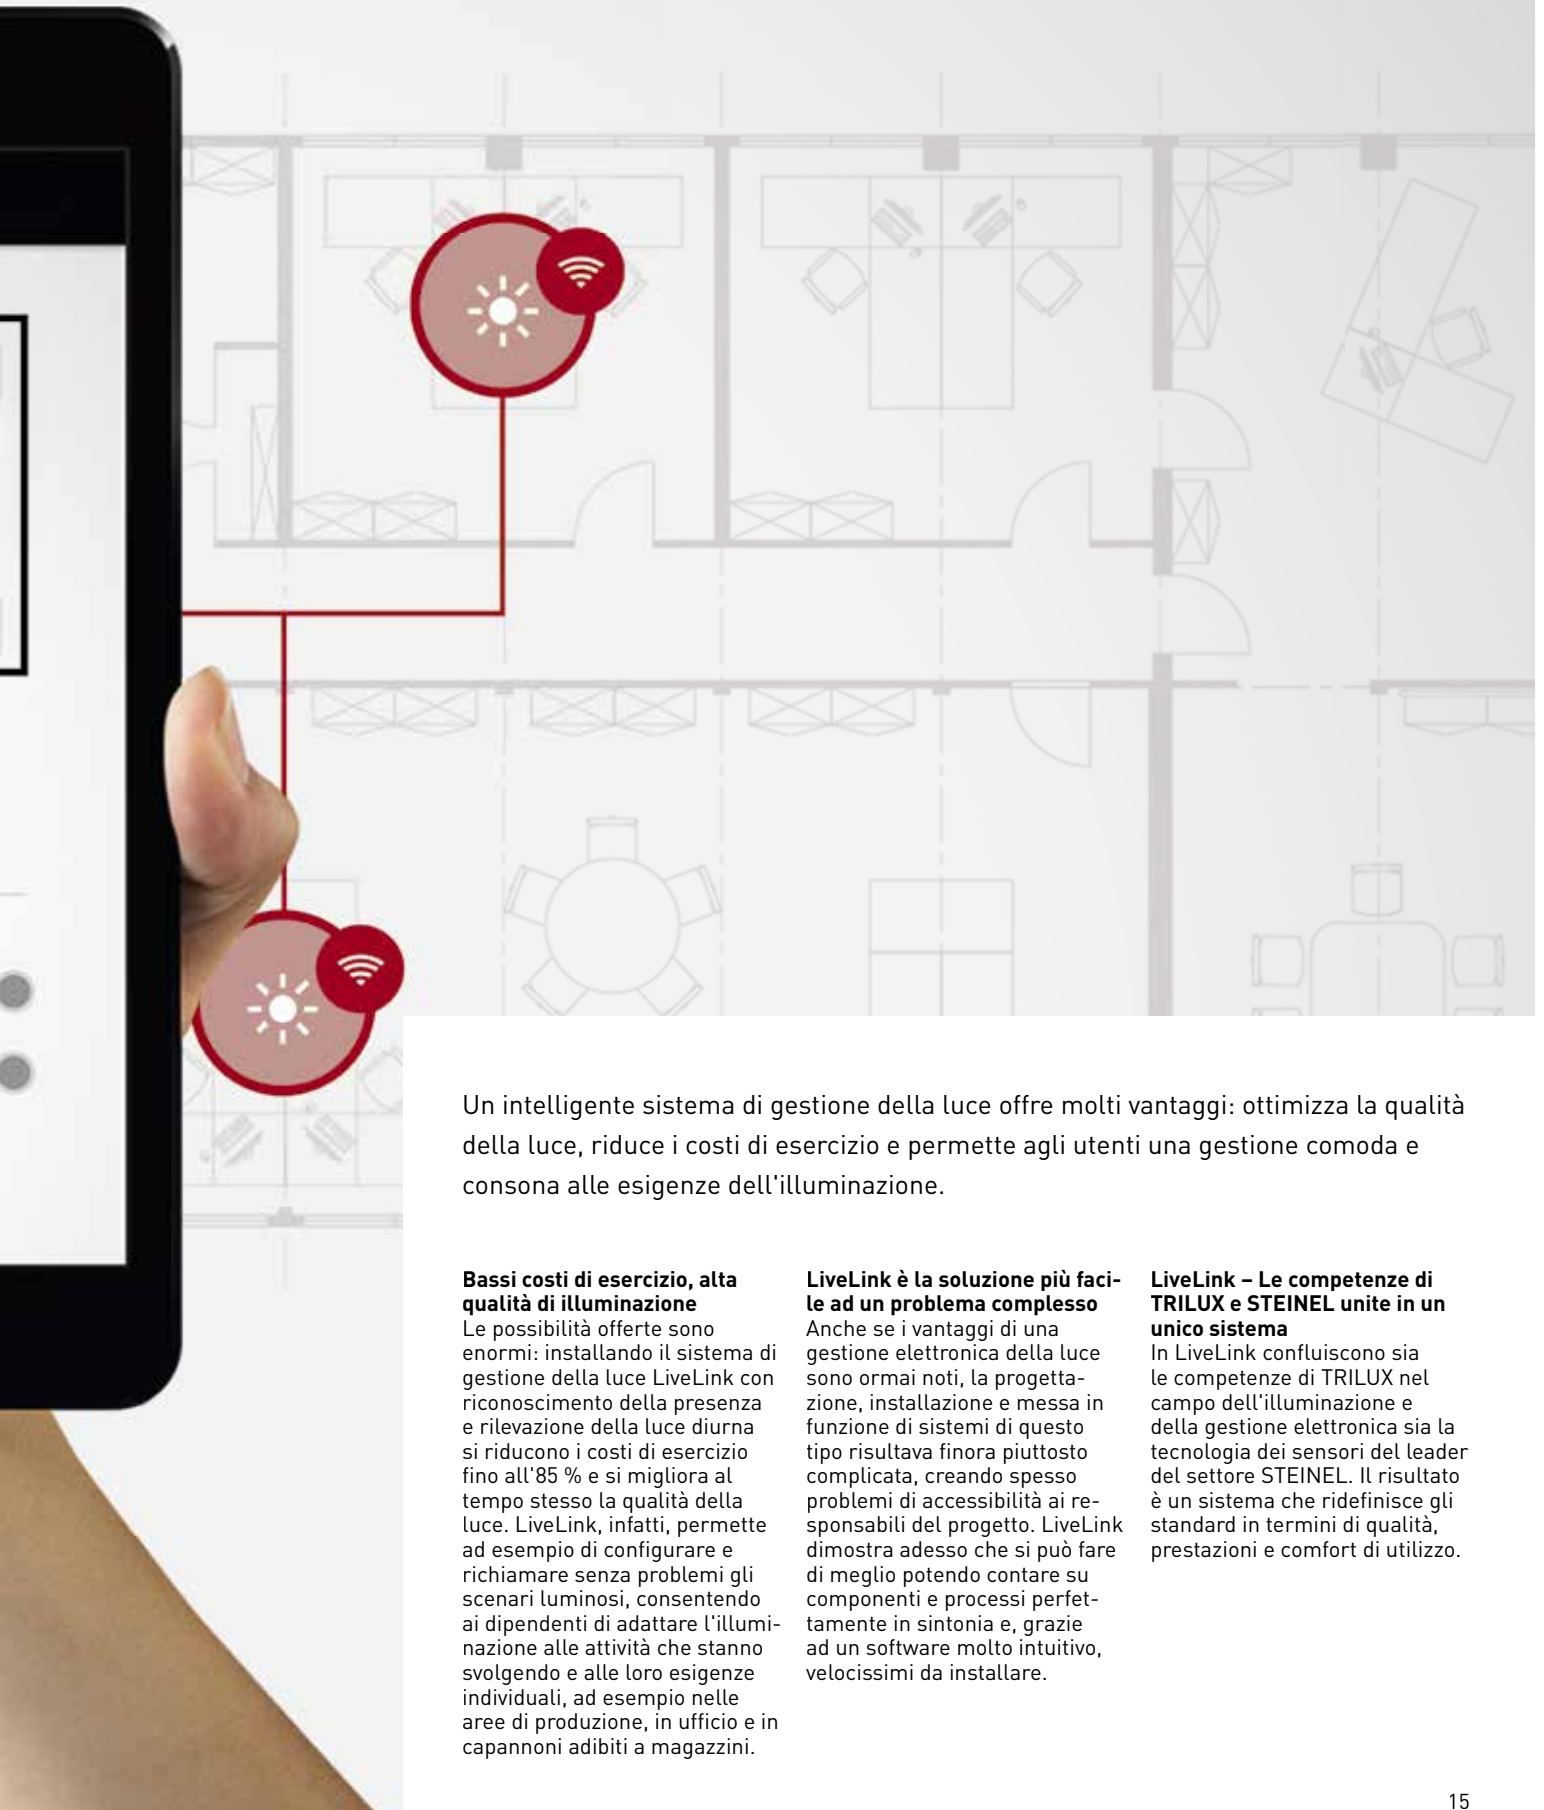 Un intelligente sistema di gestione della luce offre molti vantaggi: ottimizza la qualità
della luce, riduce i costi di esercizio e permette agli utenti una gestione comoda e
consona alle esigenze dell'illuminazione.
Bassi costi di esercizio, alta
qualità di illuminazione
Le possibilità offerte sono
enormi: installando il sistema di
gestione della luce LiveLink con
riconoscimento della presenza
e rilevazione della luce diurna
si riducono i costi di esercizio
fino all'85 % e si migliora al
tempo stesso la qualità della
luce. LiveLink, infatti, permette
ad esempio di configurare e
richiamare senza problemi gli
scenari luminosi, consentendo
ai dipendenti di adattare l'illumi-
nazione alle attività che stanno
svolgendo e alle loro esigenze
individuali, ad esempio nelle
aree di produzione, in ufficio e in
capannoni adibiti a magazzini.
LiveLink è la soluzione più faci-
le ad un problema complesso
Anche se i vantaggi di una
gestione elettronica della luce
sono ormai noti, la progetta-
zione, installazione e messa in
funzione di sistemi di questo
tipo risultava finora piuttosto
complicata, creando spesso
problemi di accessibilità ai re-
sponsabili del progetto. LiveLink
dimostra adesso che si può fare
di meglio potendo contare su
componenti e processi perfet-
tamente in sintonia e, grazie
ad un software molto intuitivo,
velocissimi da installare.
LiveLink – Le competenze di
TRILUX e STEINEL unite in un
unico sistema
In LiveLink confluiscono sia
le competenze di TRILUX nel
campo dell'illuminazione e
della gestione elettronica sia la
tecnologia dei sensori del leader
del settore STEINEL. Il risultato
è un sistema che ridefinisce gli
standard in termini di qualità,
prestazioni e comfort di utilizzo.
15